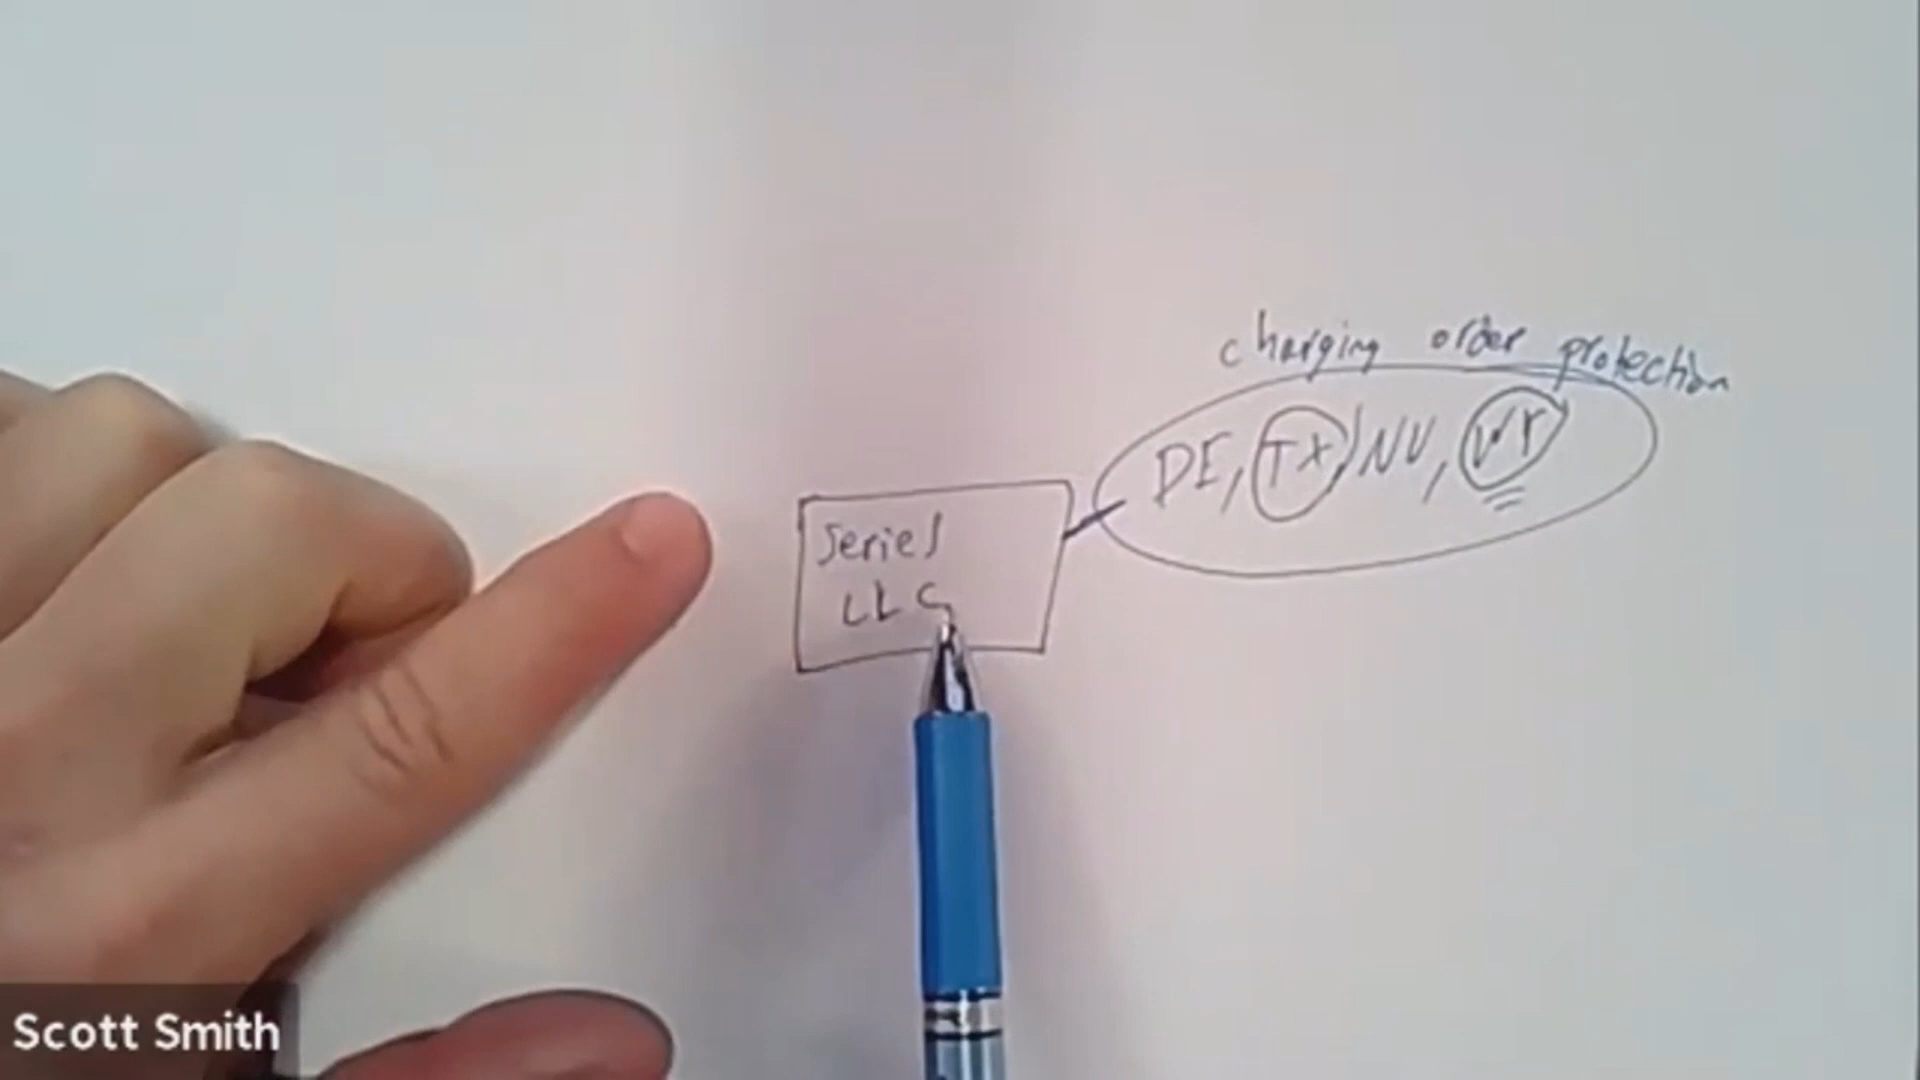 charging order protection
DE, TX, NV, WY
Series
LLC
Scott Smith